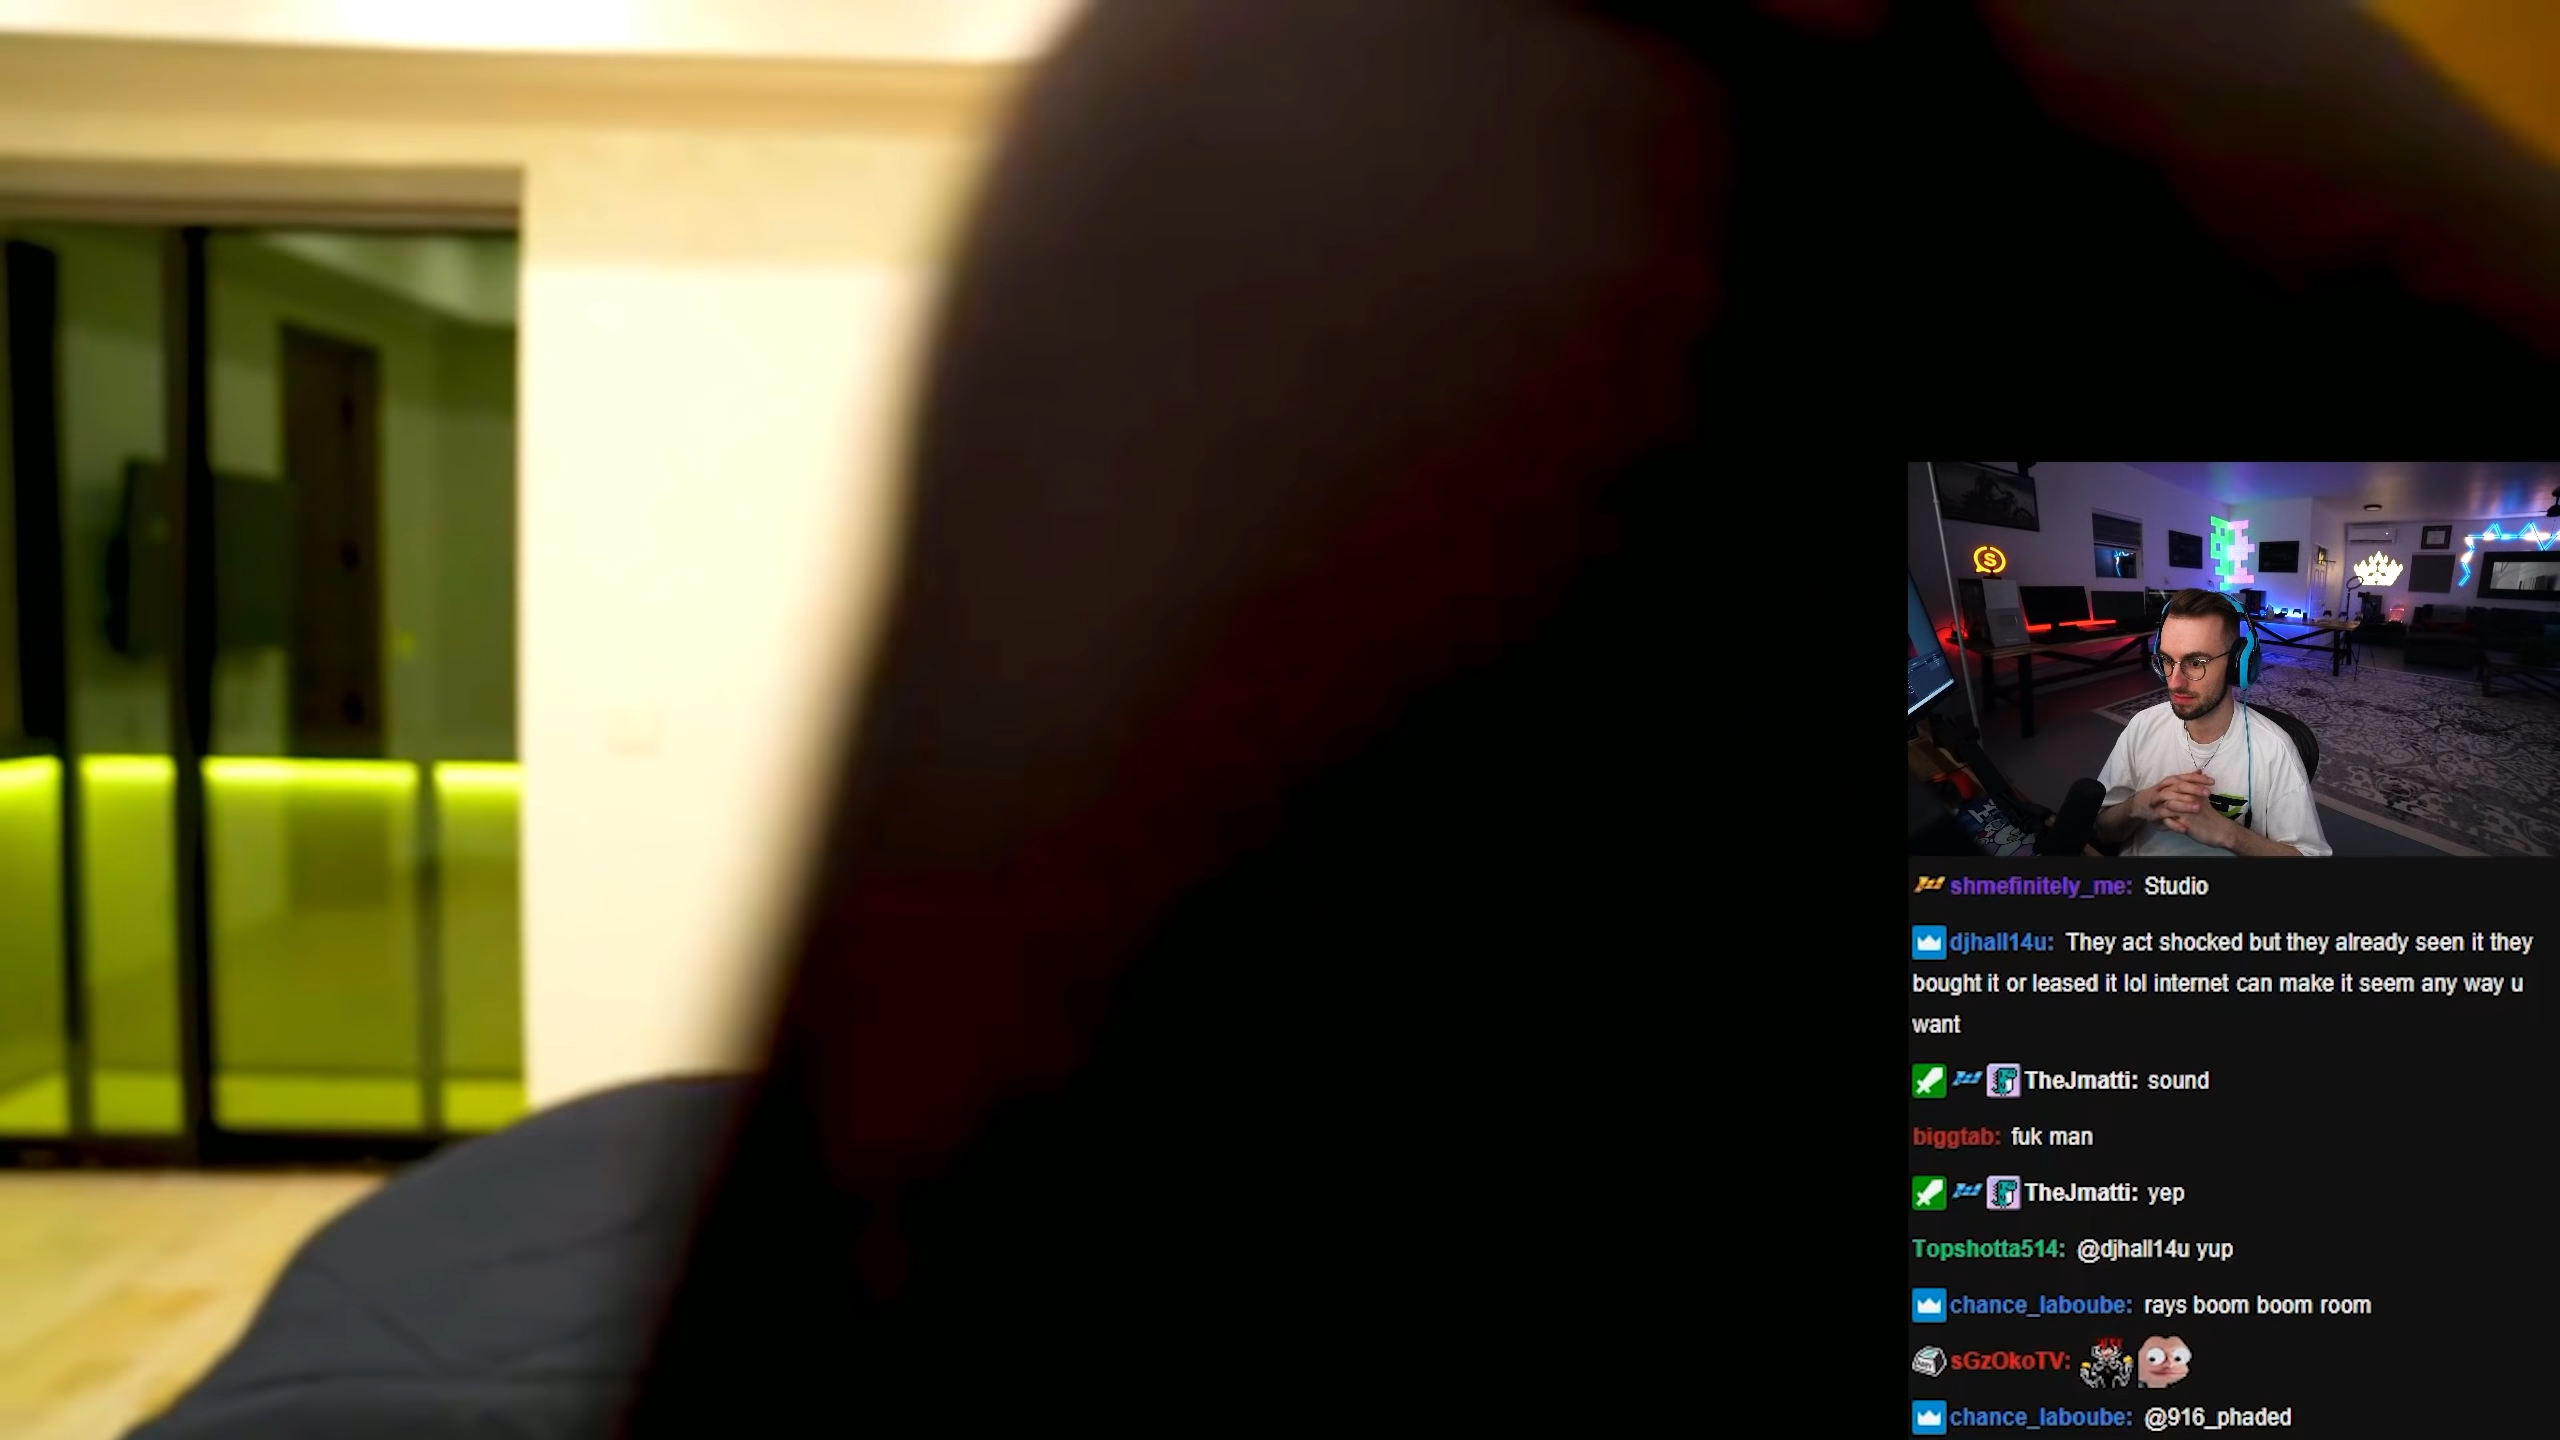 shmefinitely_me: Studio
djhall14u: They act shocked but they already seen it they
bought it or leased it lol internet can make it seem any way u
want
TheJmatti: sound
biggtab: fuk man
TheJmatti: yep
Topshotta514: @djhall14u yup
chance_laboube: rays boom boom room
sGzOkoTV:
chance_laboube: @916_phaded